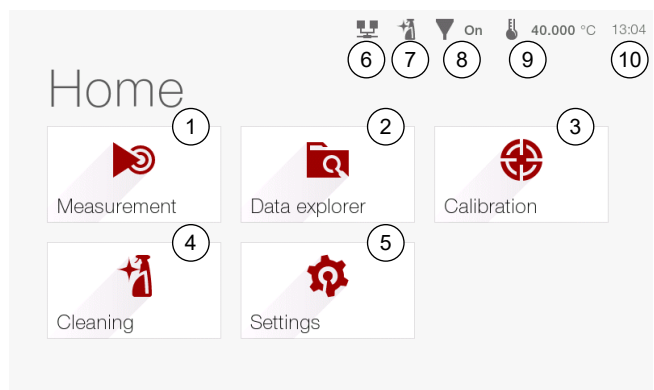 On 40.000 °C 13:04
6 7 8 9 10
Home
1 2 3
Measurement Data explorer Calibration
4 5
Cleaning Settings